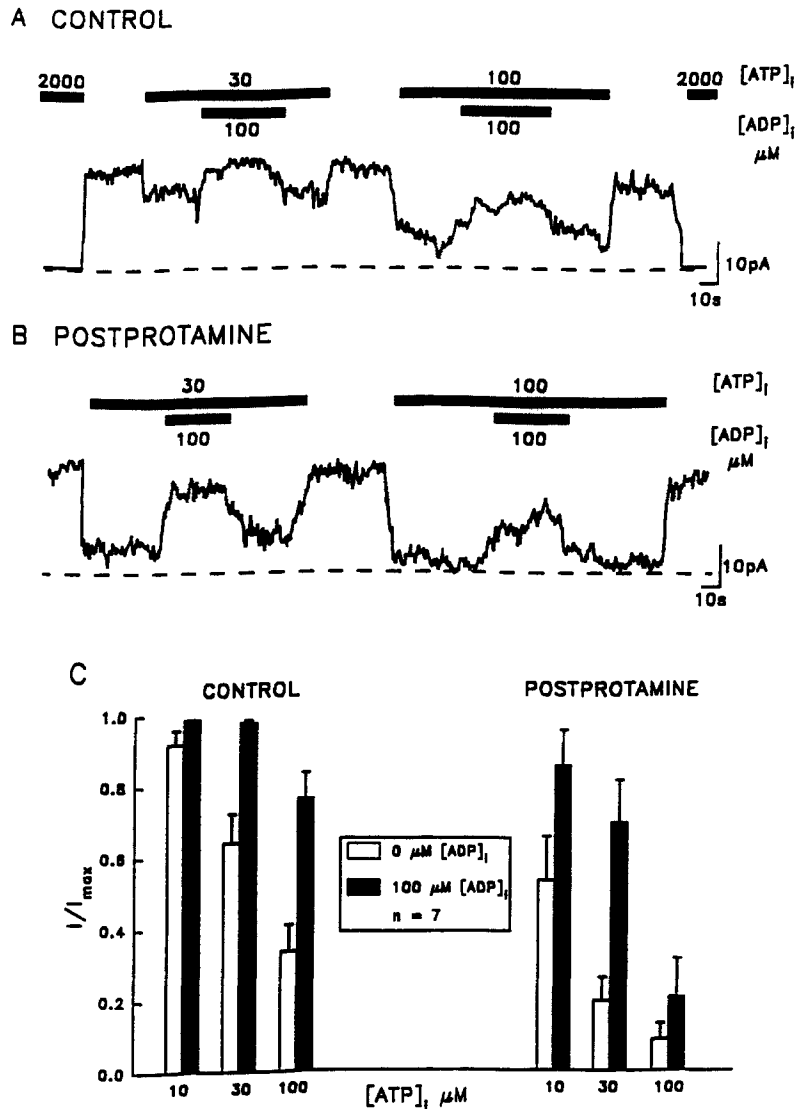 A CONTROL
2000 30 100 2000 [ATP]i
100 100 [ADP]i
μM
10pA
10s
B POSTPROTAMINE
30 100 [ATP]i
100 100 [ADP]i
μM
10pA
10s
C
CONTROL POSTPROTAMINE
1.0
0.8
0.6
0.4
0.2
0.0
I/Imax
0 μM [ADP]i
100 μM [ADP]i
n = 7
10 30 100 [ATP]i μM 10 30 100